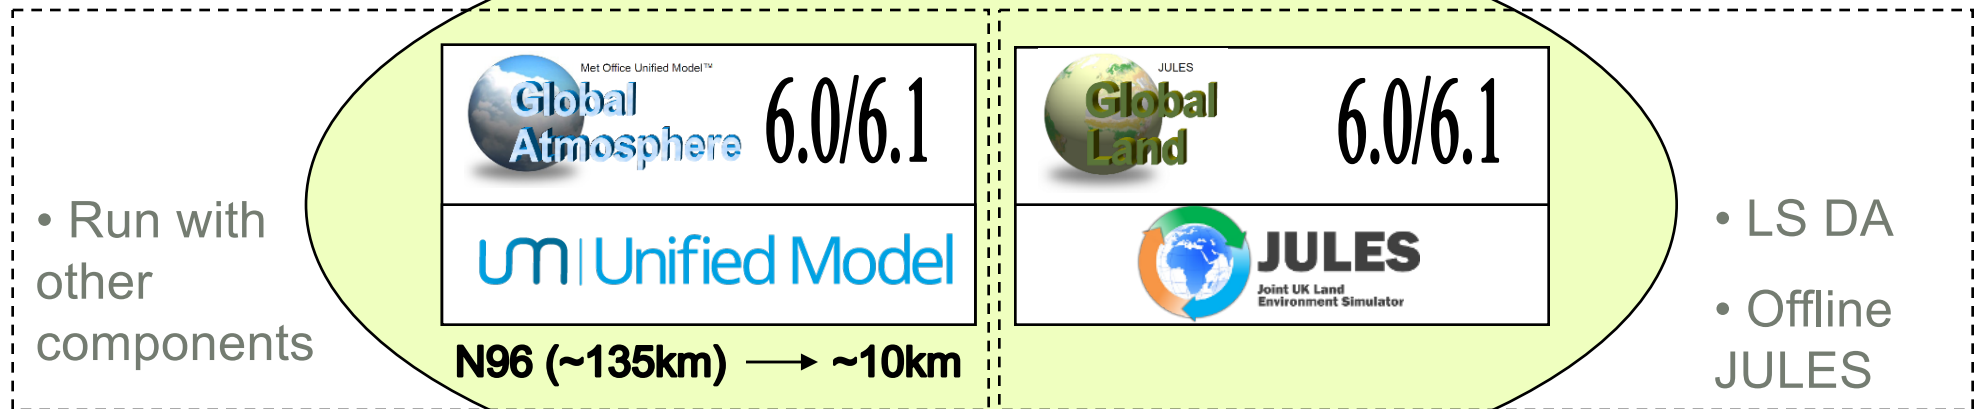 • Run with
other
components
Met Office Unified Model™
Global
Atmosphere
6.0/6.1
um | Unified Model
N96 (~135km) → ~10km
JULES
Global
Land
6.0/6.1
JULES
Joint UK Land
Environment Simulator
• LS DA
• Offline
JULES